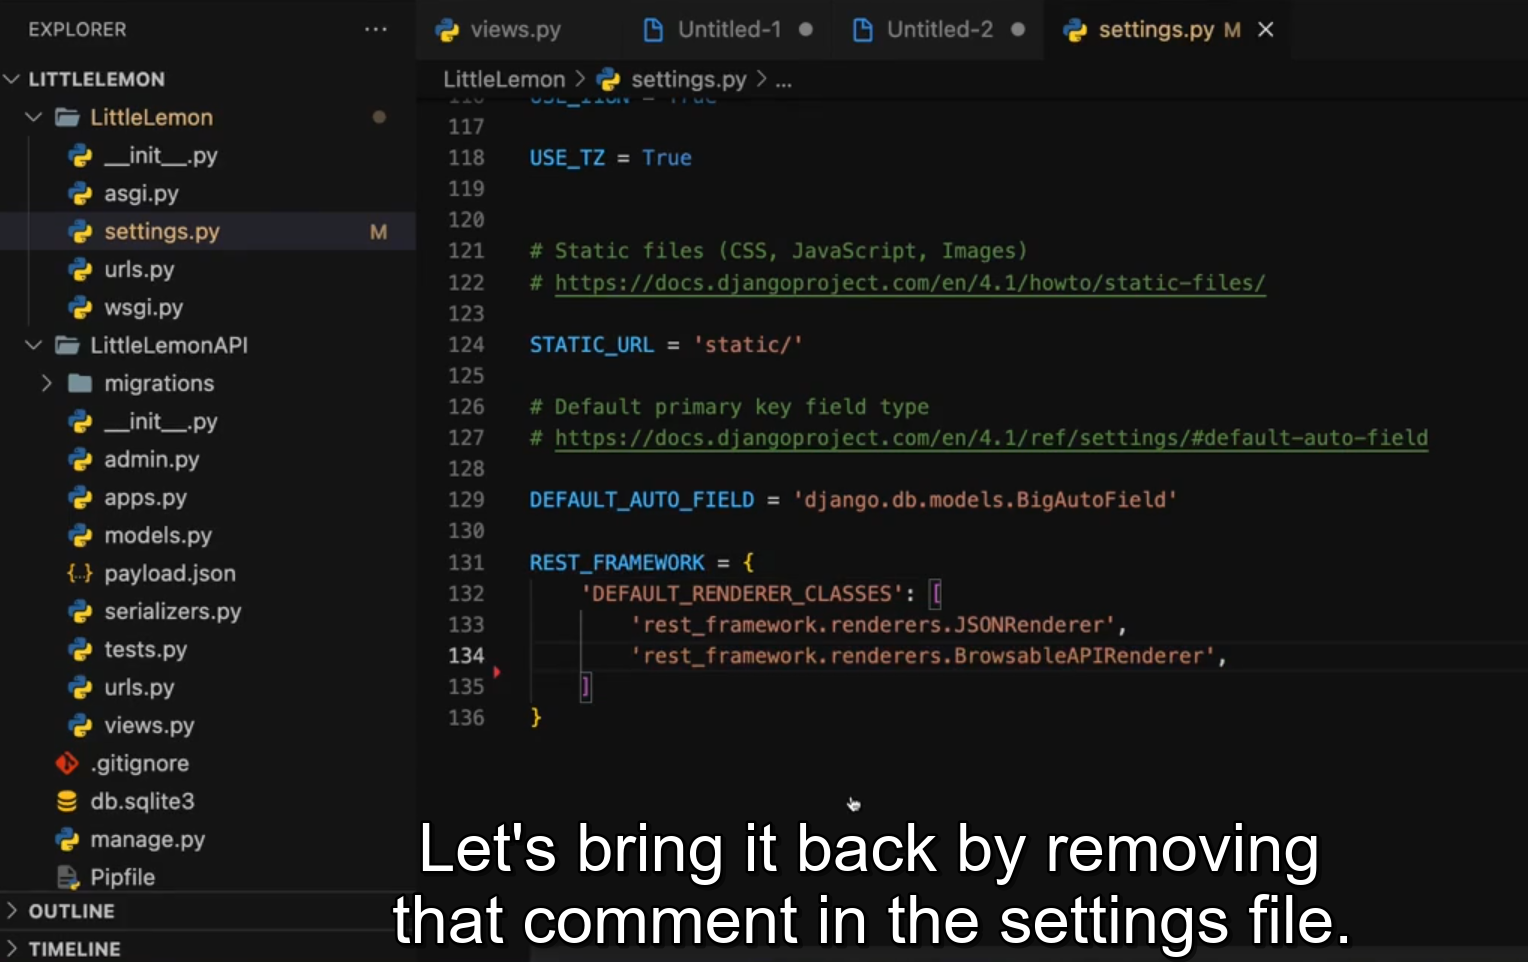 EXPLORER
LITTLELEMON
LittleLemon
__init__.py
asgi.py
settings.py M
urls.py
wsgi.py
LittleLemonAPI
migrations
__init__.py
admin.py
apps.py
models.py
payload.json
serializers.py
tests.py
urls.py
views.py
.gitignore
db.sqlite3
manage.py
Pipfile
OUTLINE
TIMELINE
views.py Untitled-1 Untitled-2 settings.py M
LittleLemon > settings.py > ...
116 USE_I18N = True
117
118 USE_TZ = True
119
120
121 # Static files (CSS, JavaScript, Images)
122 # https://docs.djangoproject.com/en/4.1/howto/static-files/
123
124 STATIC_URL = 'static/'
125
126 # Default primary key field type
127 # https://docs.djangoproject.com/en/4.1/ref/settings/#default-auto-field
128
129 DEFAULT_AUTO_FIELD = 'django.db.models.BigAutoField'
130
131 REST_FRAMEWORK = {
132 'DEFAULT_RENDERER_CLASSES': [
133 'rest_framework.renderers.JSONRenderer',
134 'rest_framework.renderers.BrowsableAPIRenderer',
135 ]
136 }
Let's bring it back by removing
that comment in the settings file.